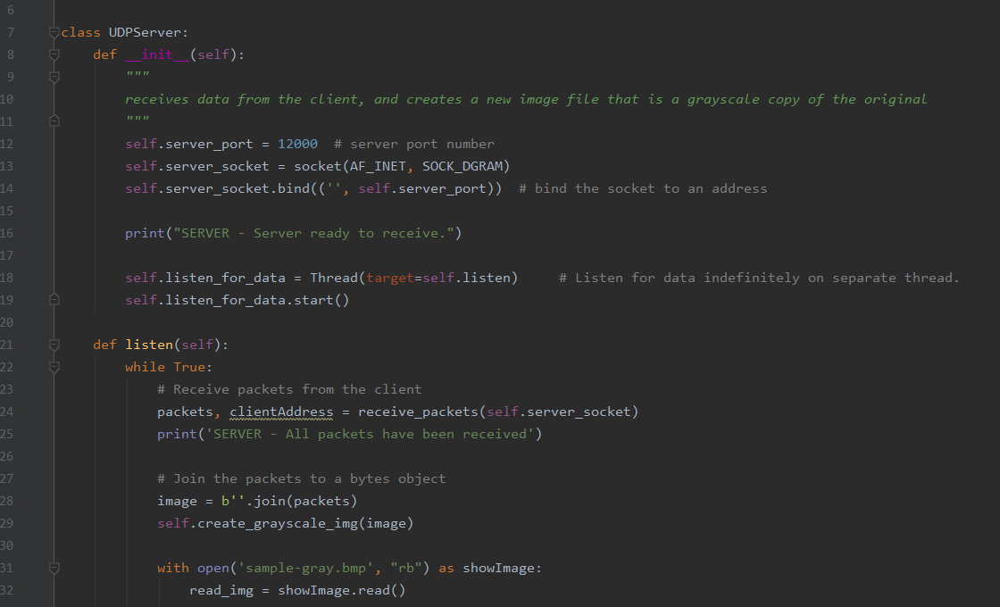 6
7 class UDPServer:
8     def __init__(self):
9         """
10         receives data from the client, and creates a new image file that is a grayscale copy of the original
11         """
12         self.server_port = 12000  # server port number
13         self.server_socket = socket(AF_INET, SOCK_DGRAM)
14         self.server_socket.bind(('', self.server_port))  # bind the socket to an address
15
16         print("SERVER - Server ready to receive.")
17
18         self.listen_for_data = Thread(target=self.listen)     # Listen for data indefinitely on separate thread.
19         self.listen_for_data.start()
20
21     def listen(self):
22         while True:
23             # Receive packets from the client
24             packets, clientAddress = receive_packets(self.server_socket)
25             print('SERVER - All packets have been received')
26
27             # Join the packets to a bytes object
28             image = b''.join(packets)
29             self.create_grayscale_img(image)
30
31             with open('sample-gray.bmp', "rb") as showImage:
32                 read_img = showImage.read()